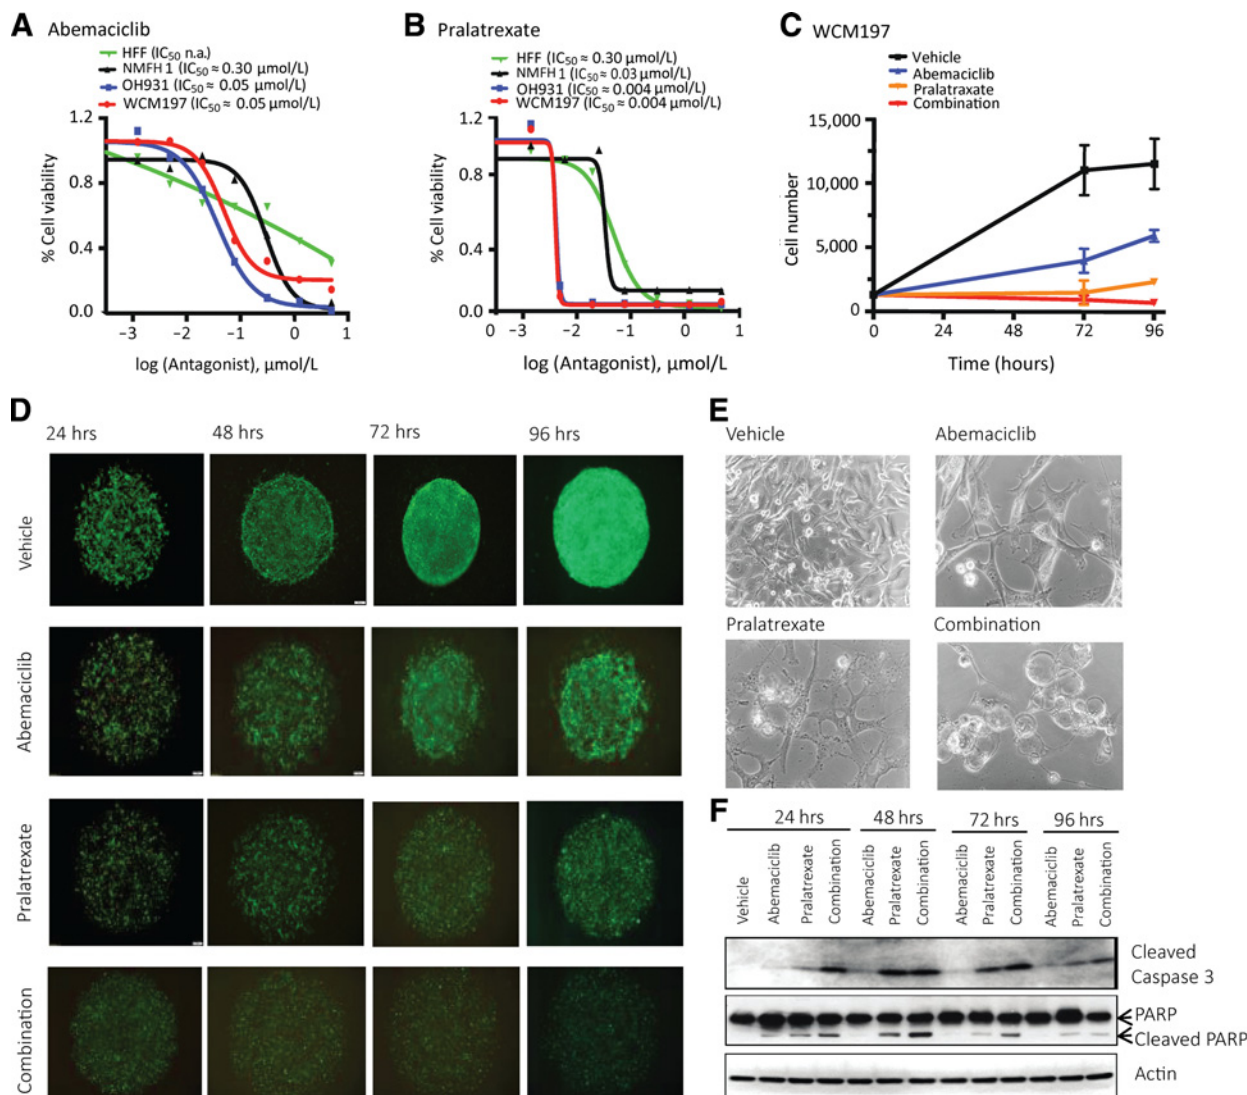 A Abemaciclib
HFF (IC50 n.a.)
NMFH 1 (IC50 ≈ 0.30 μmol/L)
OH931 (IC50 ≈ 0.05 μmol/L)
WCM197 (IC50 ≈ 0.05 μmol/L)
1.2
0.8
0.4
0.0
% Cell viability
−3 −2 −1 0 1
log (Antagonist), μmol/L
B Pralatrexate
HFF (IC50 ≈ 0.30 μmol/L)
NMFH 1 (IC50 ≈ 0.03 μmol/L)
OH931 (IC50 ≈ 0.004 μmol/L)
WCM197 (IC50 ≈ 0.004 μmol/L)
1.2
0.8
0.4
0.0
% Cell viability
0 −3 −2 −1 0 1
log (Antagonist), μmol/L
C WCM197
Vehicle
Abemaciclib
Pralatraxate
Combination
15,000
10,000
5,000
0
Cell number
0 24 48 72 96
Time (hours)
D
24 hrs 48 hrs 72 hrs 96 hrs
Vehicle
Abemaciclib
Pralatrexate
Combination
E
Vehicle Abemaciclib
Pralatrexate Combination
F
24 hrs 48 hrs 72 hrs 96 hrs
Vehicle Abemaciclib Pralatrexate Combination Abemaciclib Pralatrexate Combination Abemaciclib Pralatrexate Combination Abemaciclib Pralatrexate Combination
Cleaved
Caspase 3
PARP
Cleaved PARP
Actin